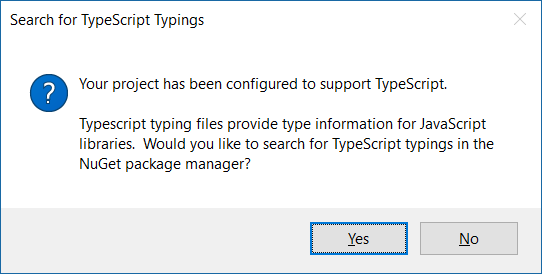 Search for TypeScript Typings
Your project has been configured to support TypeScript.
Typescript typing files provide type information for JavaScript
libraries.  Would you like to search for TypeScript typings in the
NuGet package manager?
Yes
No